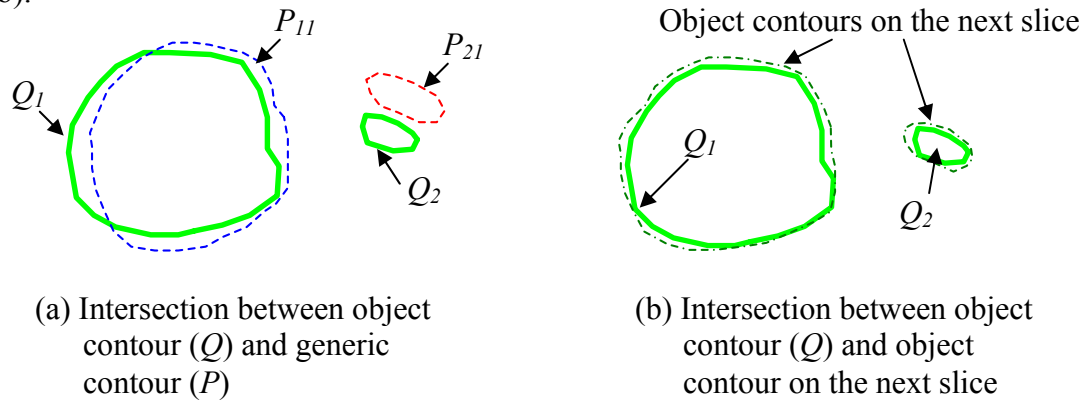 b).
P11
P21
Q1
Q2
(a) Intersection between object
contour (Q) and generic
contour (P)
Object contours on the next slice
Q1
Q2
(b) Intersection between object
contour (Q) and object
contour on the next slice